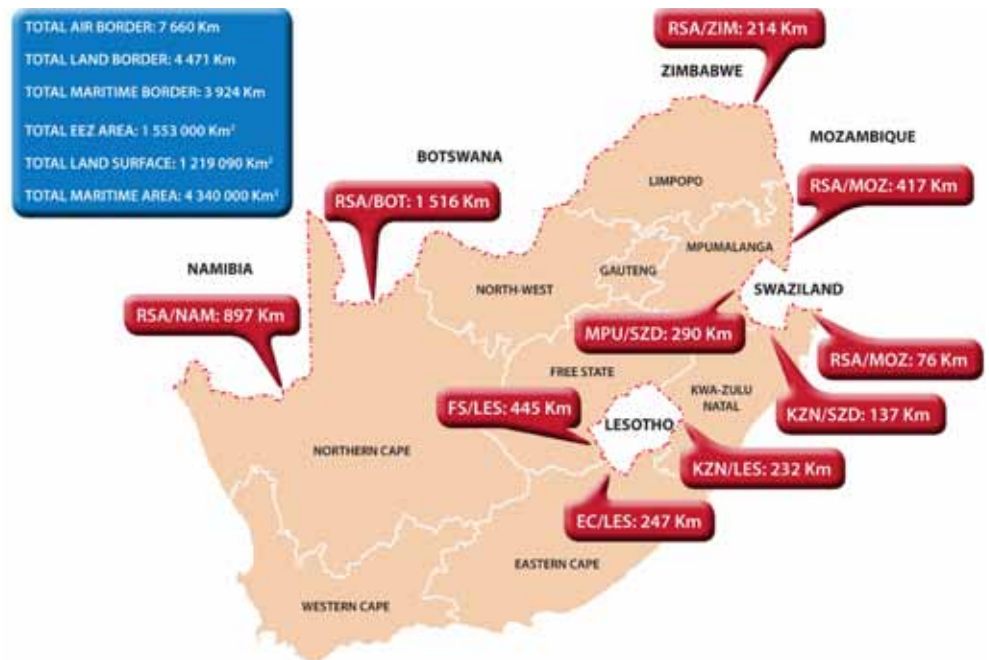 TOTAL AIR BORDER: 7 660 Km
TOTAL LAND BORDER: 4 471 Km
TOTAL MARITIME BORDER: 3 924 Km
TOTAL EEZ AREA: 1 553 000 Km²
TOTAL LAND SURFACE: 1 219 090 Km²
TOTAL MARITIME AREA: 4 340 000 Km²
RSA/ZIM: 214 Km
ZIMBABWE
MOZAMBIQUE
BOTSWANA
LIMPOPO
RSA/MOZ: 417 Km
RSA/BOT: 1 516 Km
MPUMALANGA
NAMIBIA
GAUTENG
NORTH-WEST
SWAZILAND
RSA/NAM: 897 Km
MPU/SZD: 290 Km
RSA/MOZ: 76 Km
FREE STATE
KWA-ZULU
NATAL
FS/LES: 445 Km
KZN/SZD: 137 Km
LESOTHO
NORTHERN CAPE
KZN/LES: 232 Km
EC/LES: 247 Km
EASTERN CAPE
WESTERN CAPE